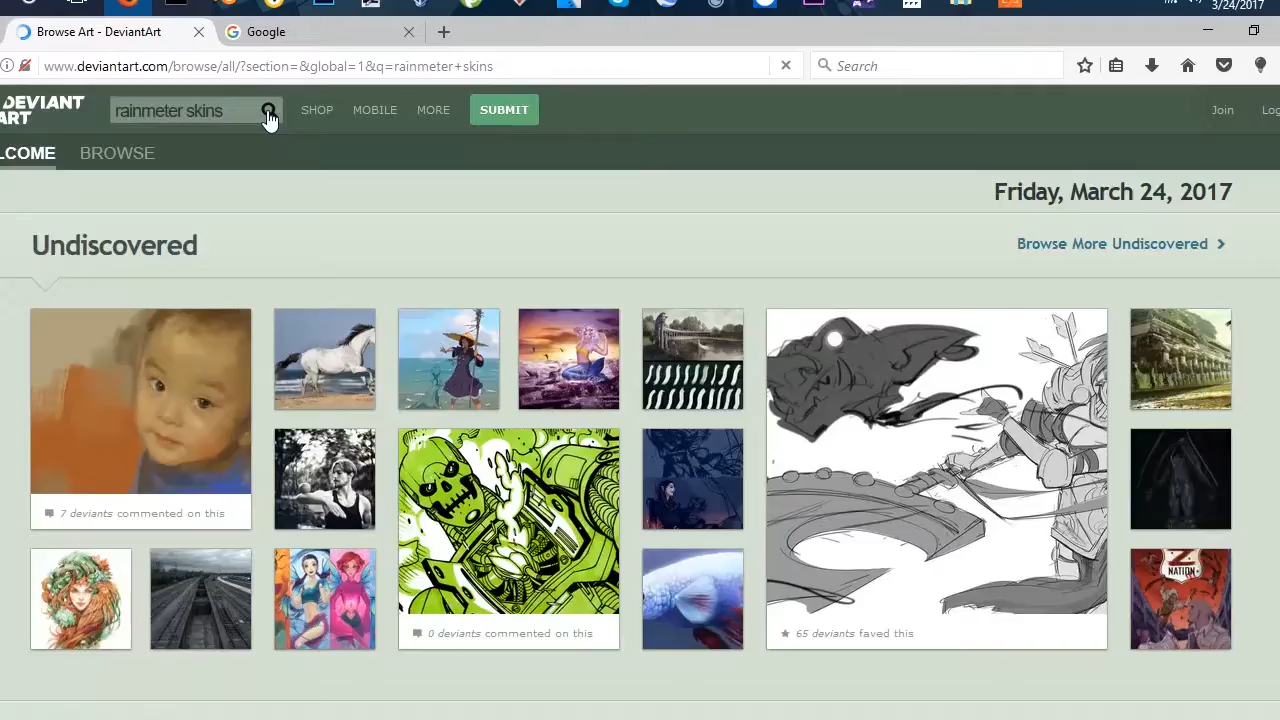 3/24/2017
Browse Art - DeviantArt
Google
www.deviantart.com/browse/all/?section=&global=1&q=rainmeter+skins
Search
DEVIANT
ART
rainmeter skins
SHOP
MOBILE
MORE
SUBMIT
Join
Log
LCOME
BROWSE
Friday, March 24, 2017
Undiscovered
Browse More Undiscovered
7 deviants commented on this
0 deviants commented on this
65 deviants faved this
Z
NATION